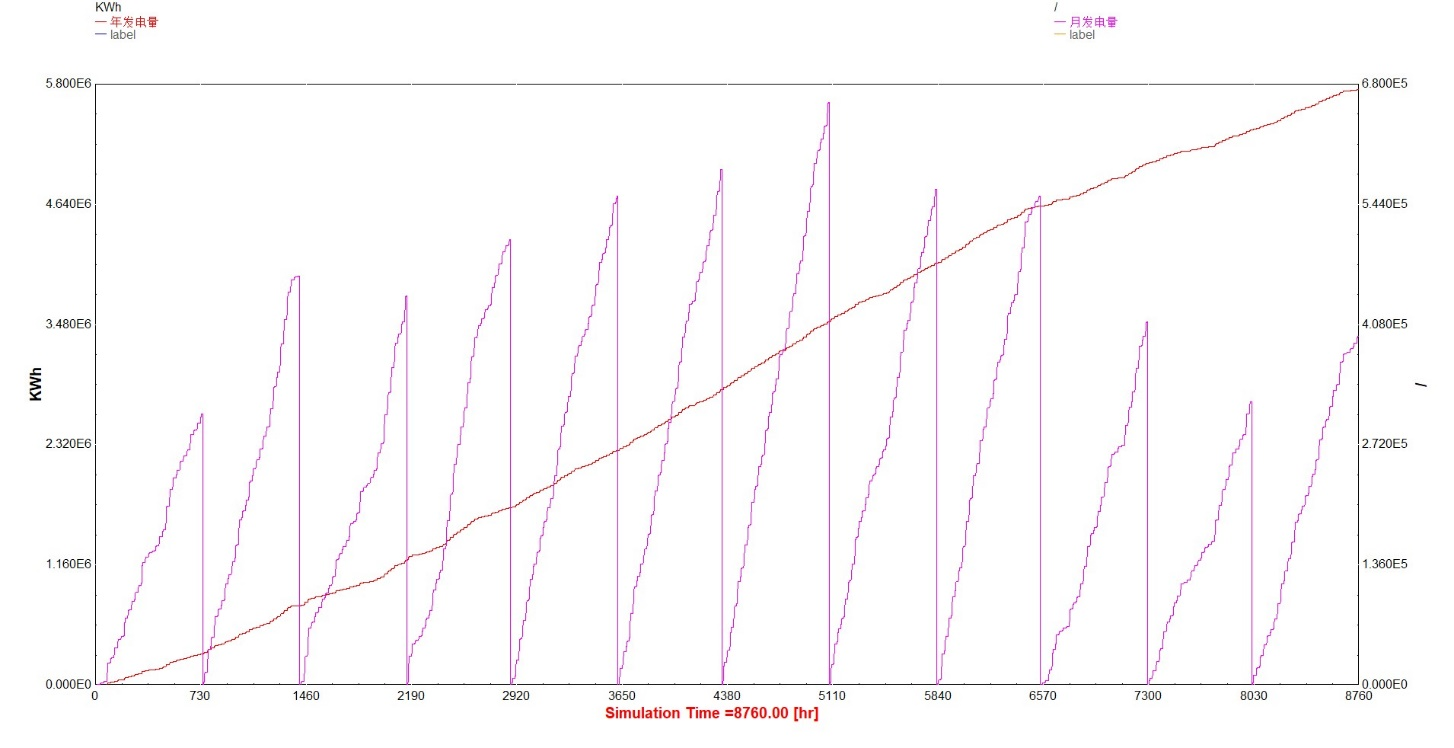 KWh
年发电量
label
/
月发电量
label
5.800E6
4.640E6
3.480E6
2.320E6
1.160E6
0.000E0
KWh
6.800E5
5.440E5
4.080E5
2.720E5
1.360E5
0.000E0
/
0 730 1460 2190 2920 3650 4380 5110 5840 6570 7300 8030 8760
Simulation Time =8760.00 [hr]